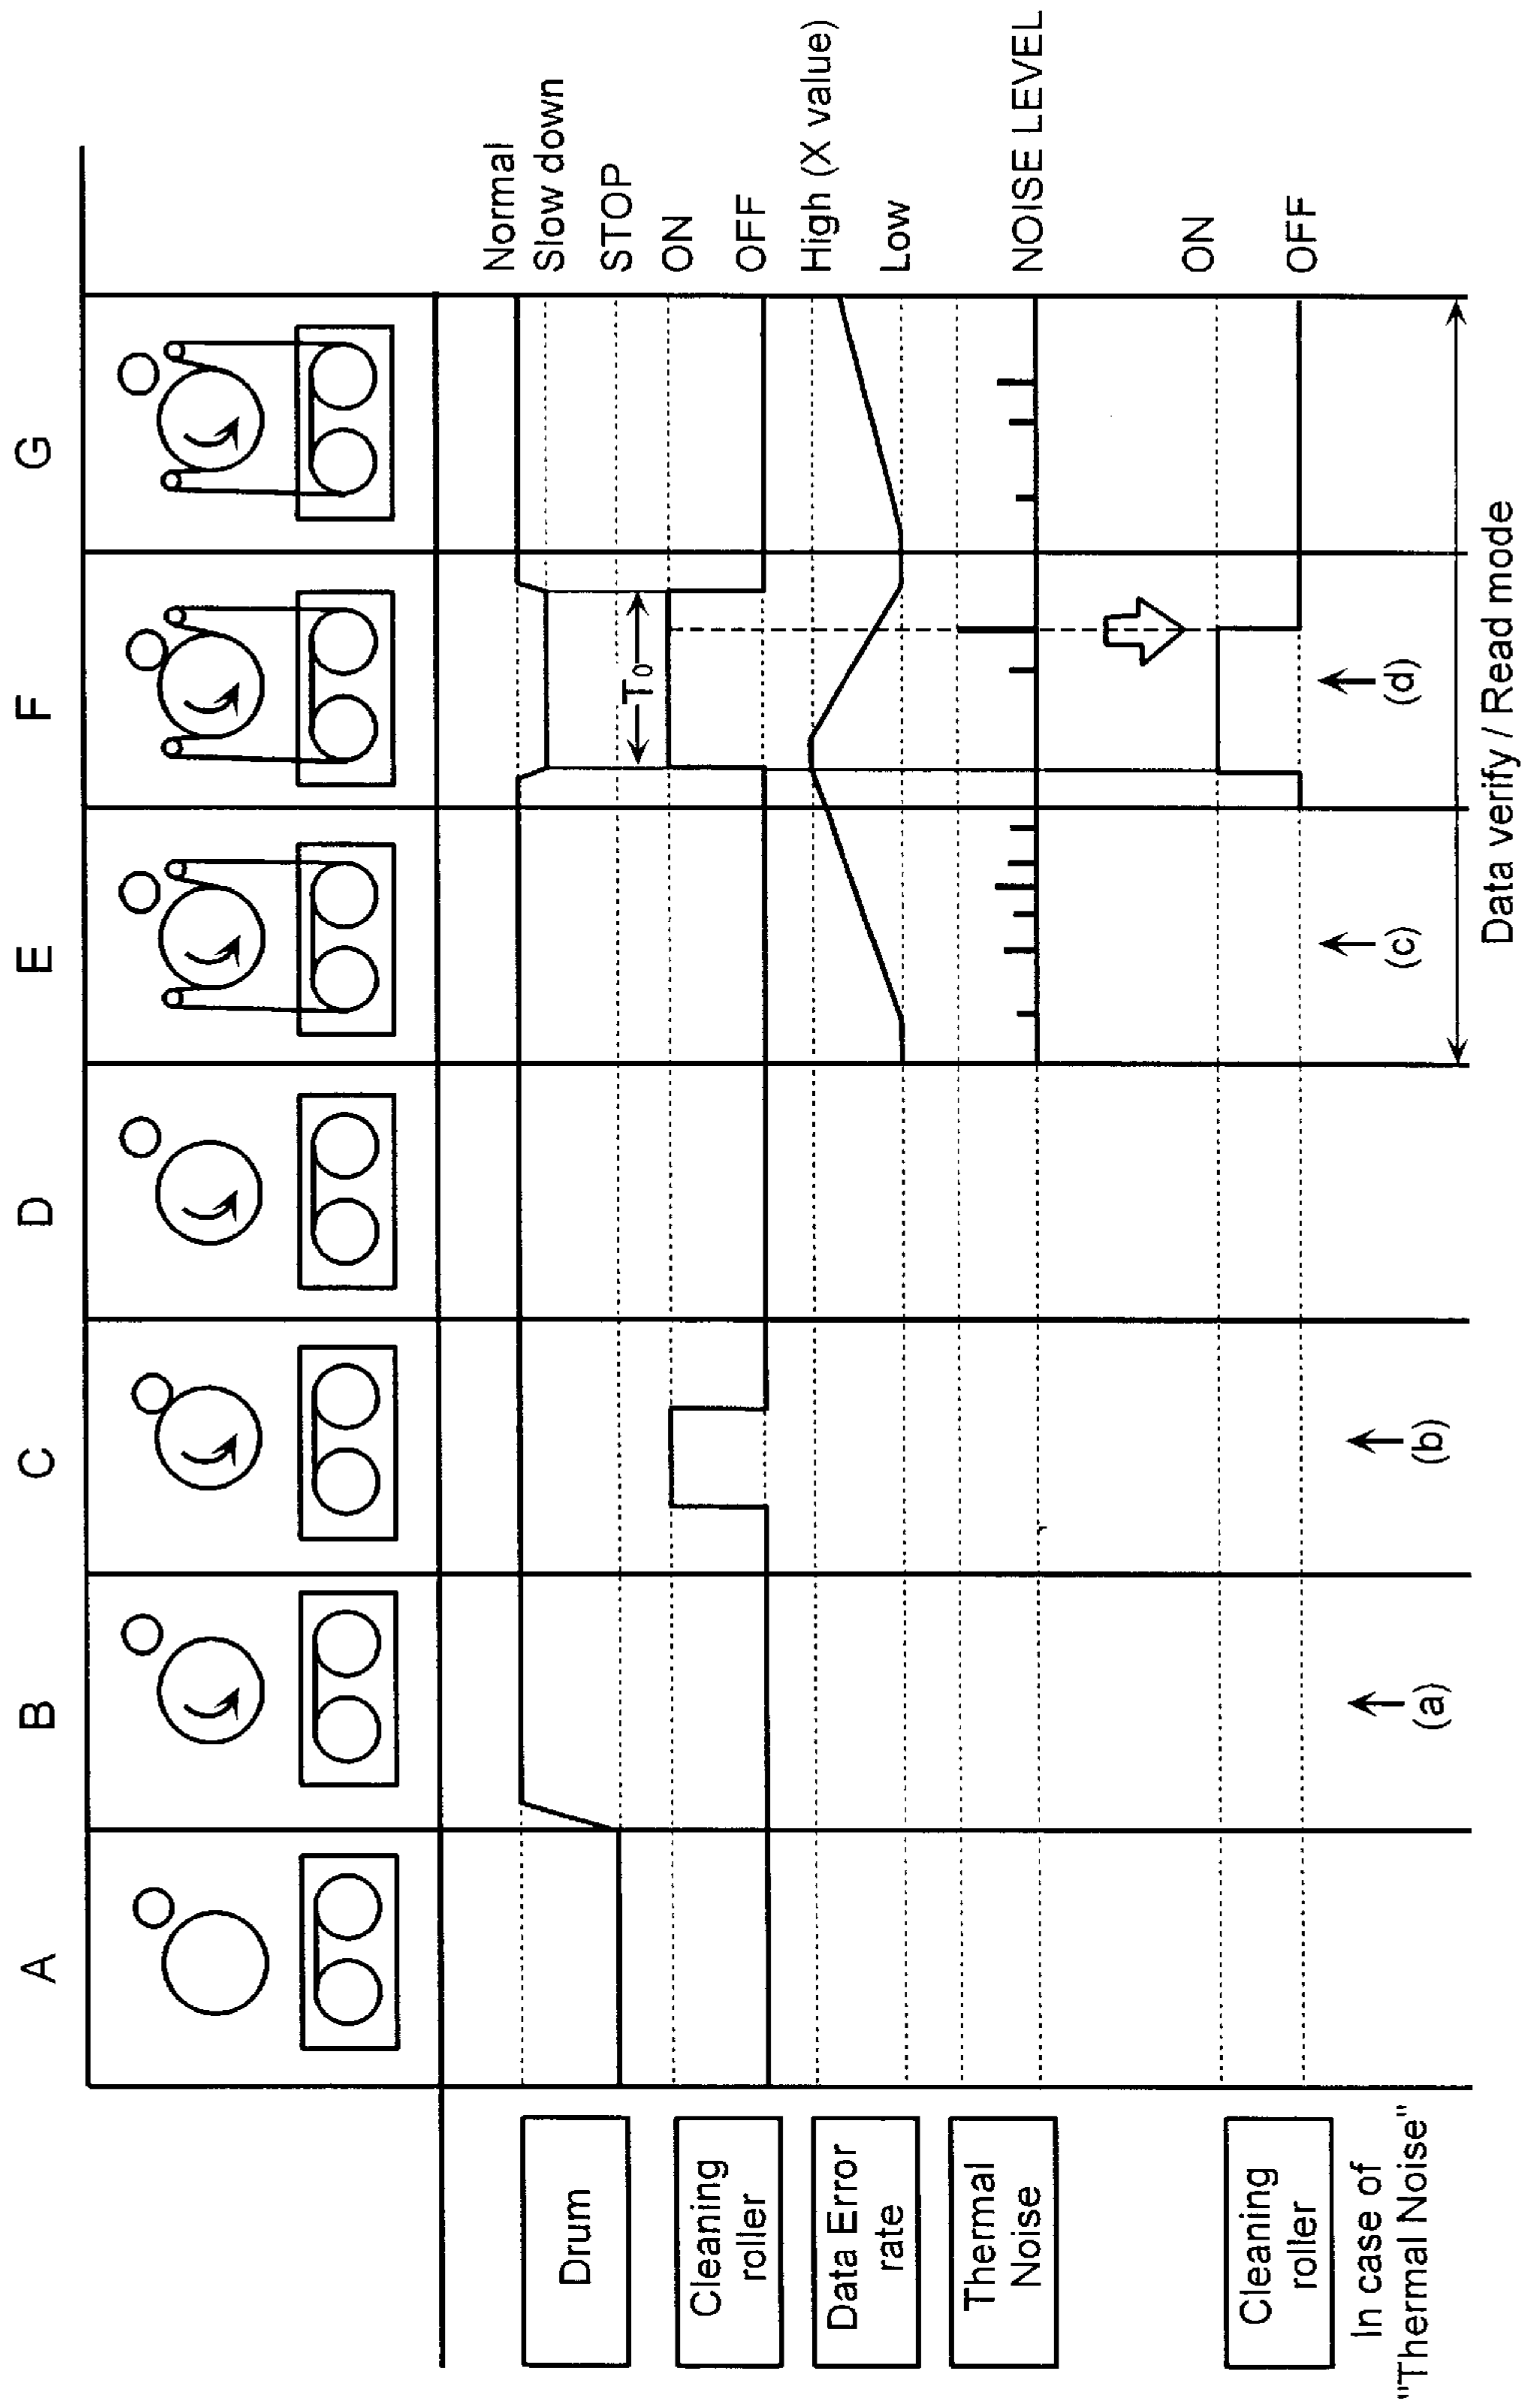 A
B
C
D
E
F
G
Drum
Normal
Slow down
STOP
T₀
Cleaning
roller
ON
OFF
Data Error
rate
High (X value)
Low
Thermal
Noise
NOISE LEVEL
Cleaning
roller
ON
OFF
In case of
"Thermal Noise"
(a)
(b)
(c)
(d)
Data verify / Read mode